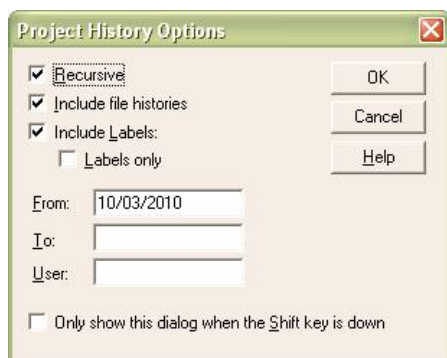 Project History Options
Recursive
OK
Include file histories
Cancel
Include Labels:
Labels only
Help
From: 10/03/2010
To:
User:
Only show this dialog when the Shift key is down